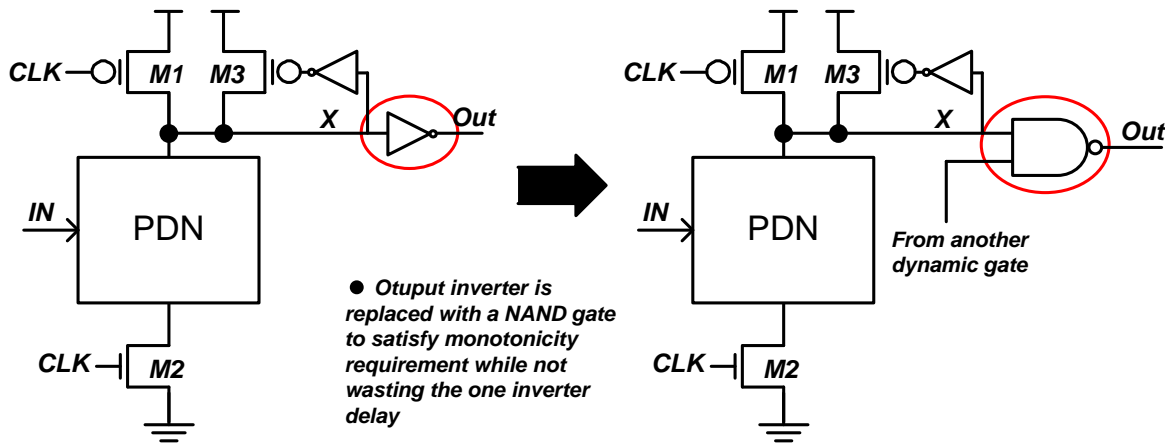 CLK
M1
M3
X
Out
IN
PDN
CLK
M2
● Otuput inverter is
replaced with a NAND gate
to satisfy monotonicity
requirement while not
wasting the one inverter
delay
CLK
M1
M3
X
Out
IN
PDN
From another
dynamic gate
CLK
M2